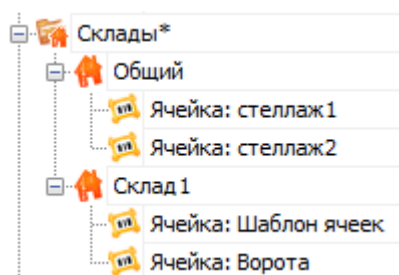 Склады*
Общий
Ячейка: стеллаж1
Ячейка: стеллаж2
Склад1
Ячейка: Шаблон ячеек
Ячейка: Ворота